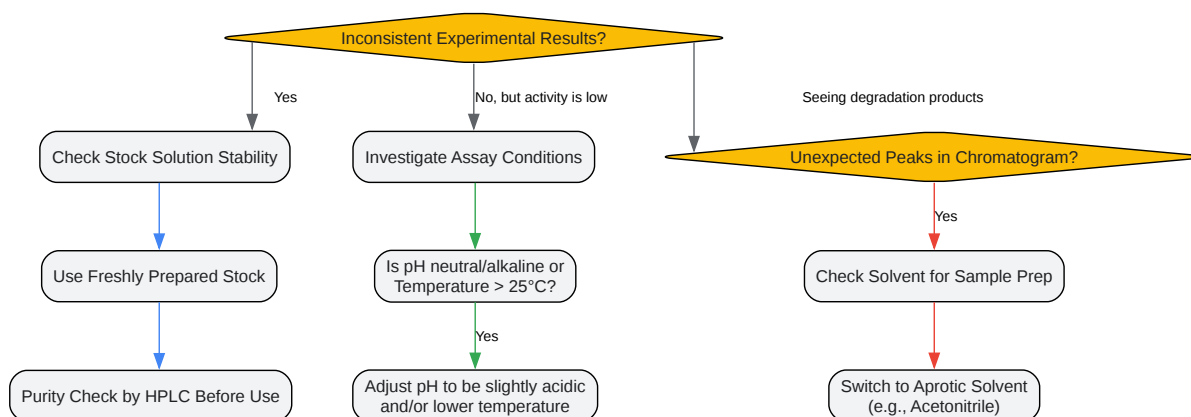 Inconsistent Experimental Results?
Yes
No, but activity is low
Seeing degradation products
Check Stock Solution Stability
Investigate Assay Conditions
Unexpected Peaks in Chromatogram?
Yes
Use Freshly Prepared Stock
Is pH neutral/alkaline or
Temperature > 25°C?
Check Solvent for Sample Prep
Yes
Purity Check by HPLC Before Use
Adjust pH to be slightly acidic
and/or lower temperature
Switch to Aprotic Solvent
(e.g., Acetonitrile)